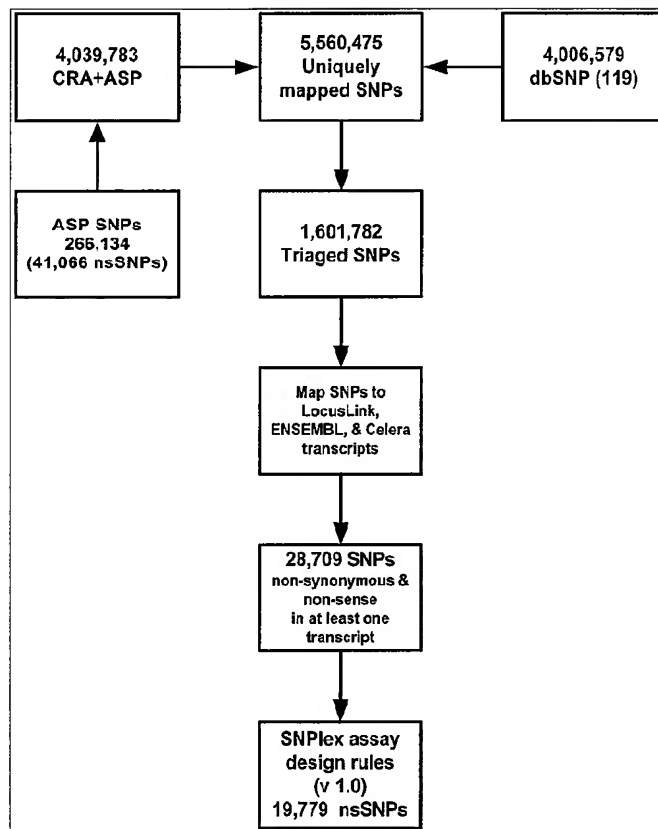 4,039,783
CRA+ASP
5,560,475
Uniquely
mapped SNPs
4,006,579
dbSNP (119)
ASP SNPs
266,134
(41,066 nsSNPs)
1,601,782
Triaged SNPs
Map SNPs to
LocusLink,
ENSEMBL, & Celera
transcripts
28,709 SNPs
non-synonymous &
non-sense
in at least one
transcript
SNPlex assay
design rules
(v 1.0)
19,779 nsSNPs